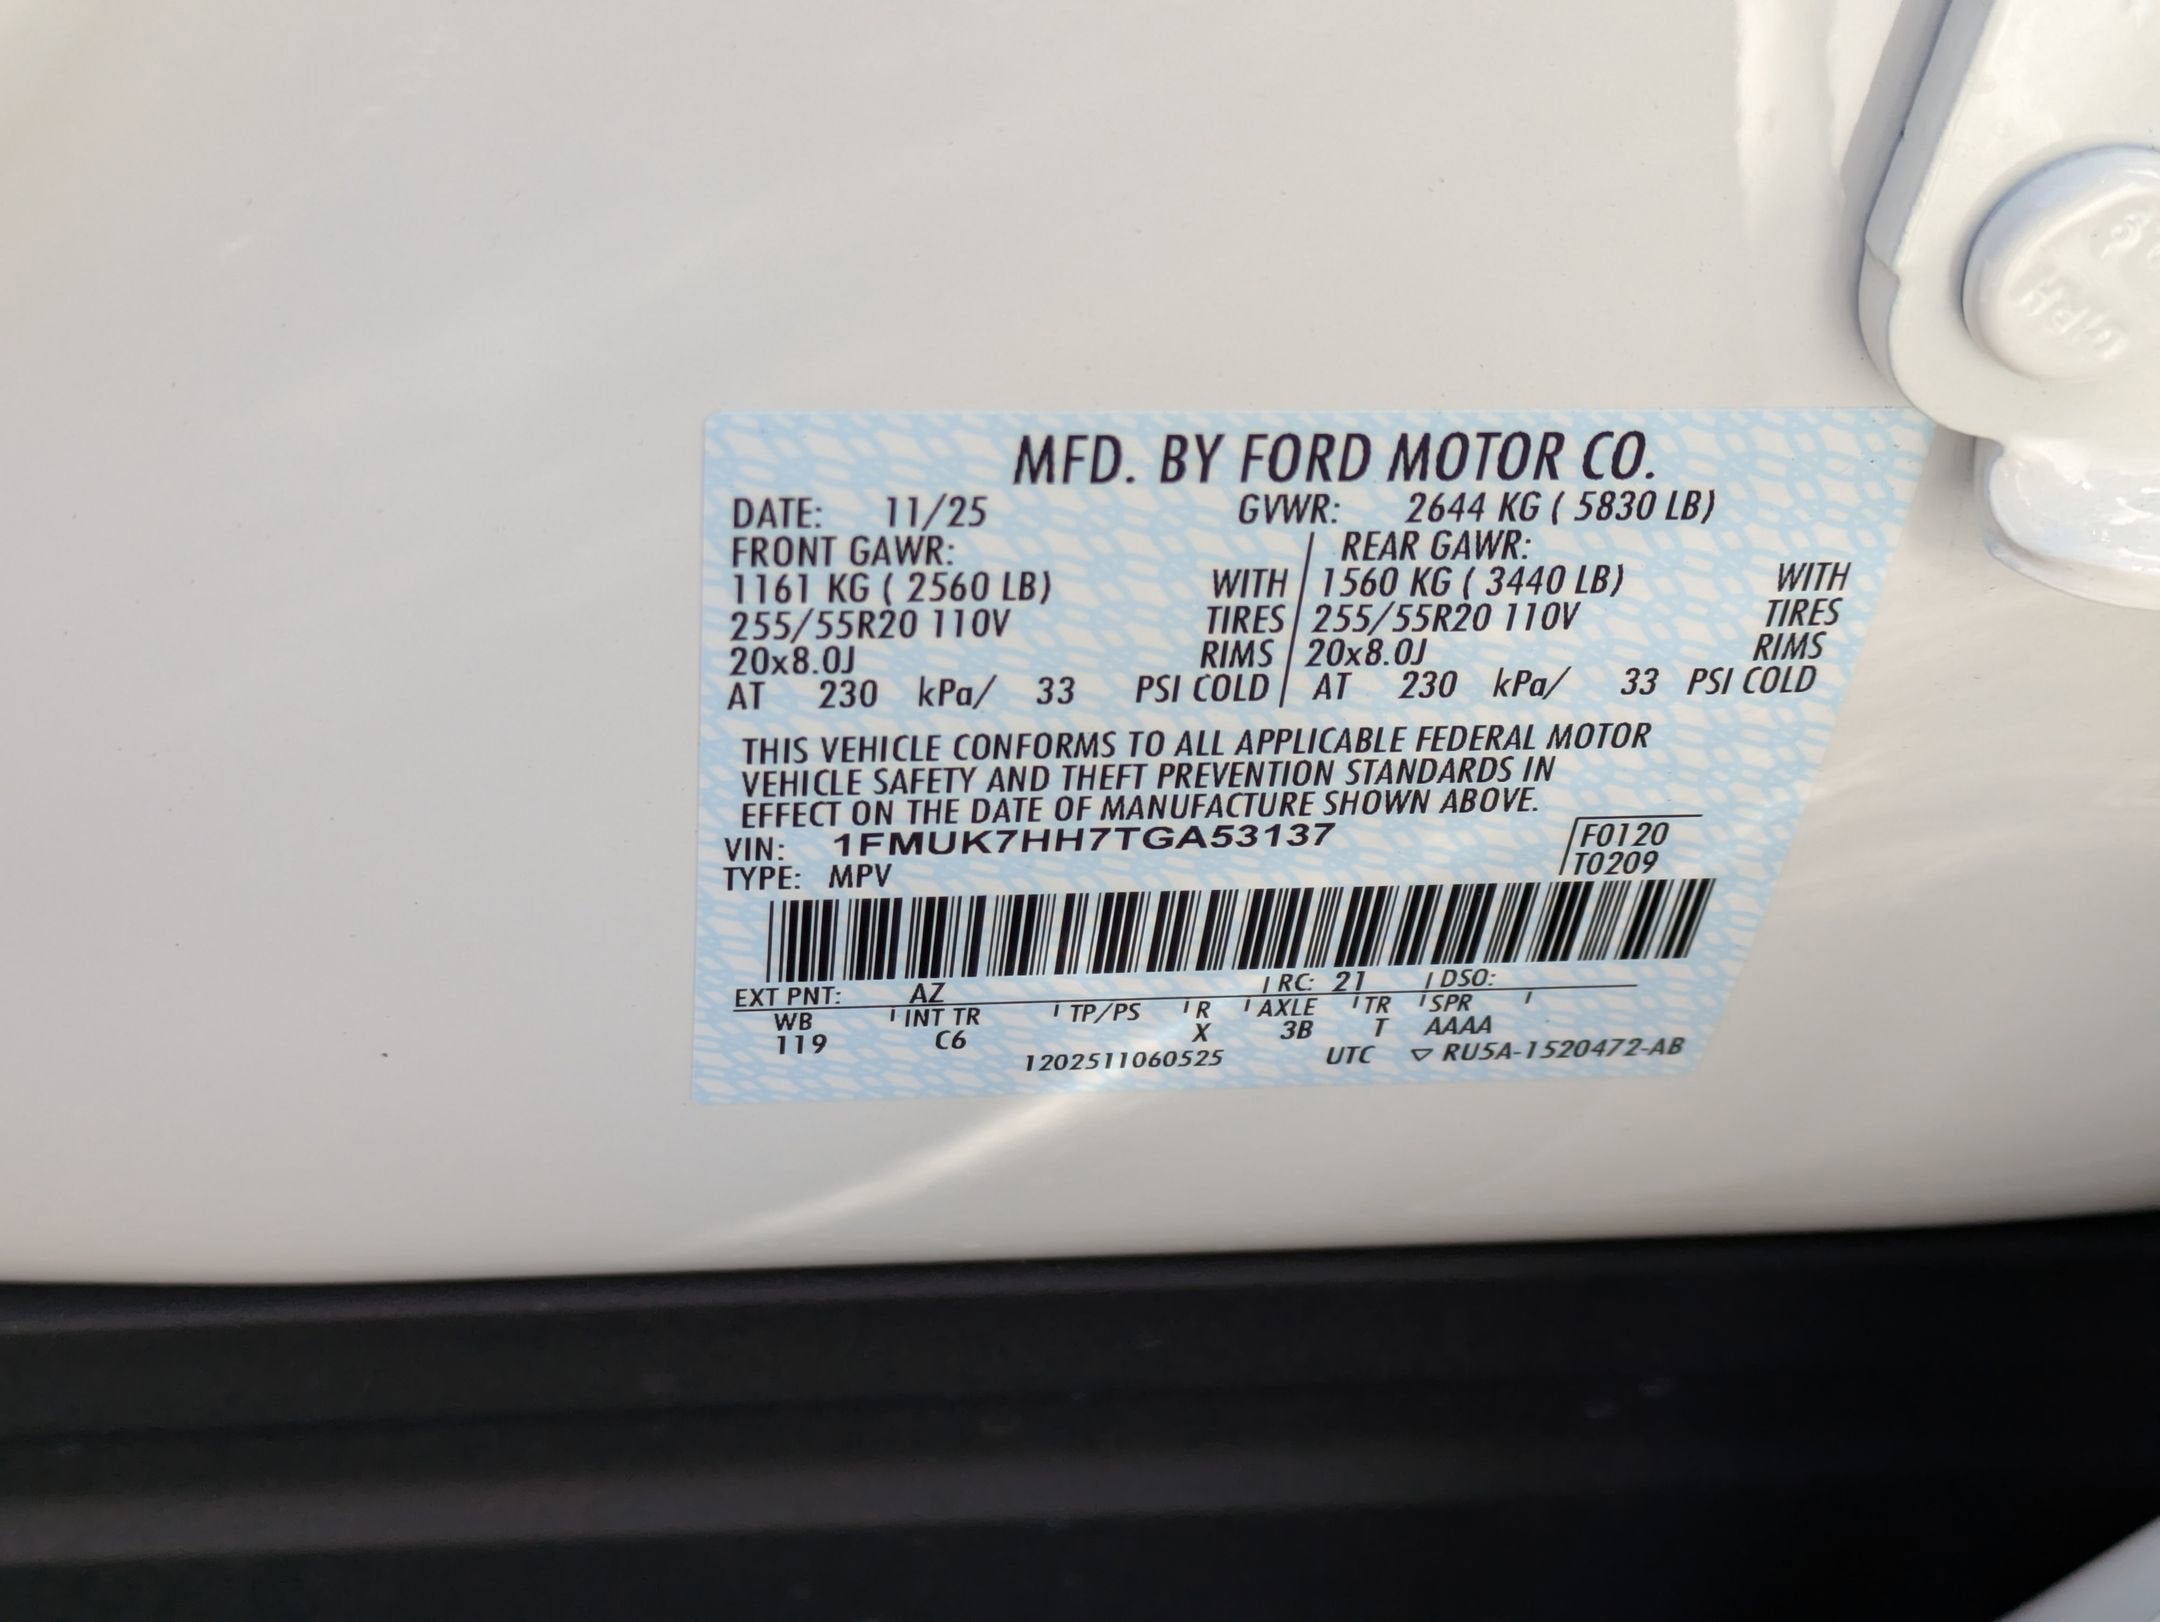 MFD. BY FORD MOTOR CO.
DATE: 11/25 GVWR: 2644 KG ( 5830 LB)
FRONT GAWR: REAR GAWR:
1161 KG ( 2560 LB) WITH 1560 KG ( 3440 LB) WITH
255/55R20 110V TIRES 255/55R20 110V TIRES
20x8.0J RIMS 20x8.0J RIMS
AT 230 kPa/ 33 PSI COLD AT 230 kPa/ 33 PSI COLD
THIS VEHICLE CONFORMS TO ALL APPLICABLE FEDERAL MOTOR
VEHICLE SAFETY AND THEFT PREVENTION STANDARDS IN
EFFECT ON THE DATE OF MANUFACTURE SHOWN ABOVE.
VIN: 1FMUK7HH7TGA53137 F0120
TYPE: MPV T0209
EXT PNT: AZ RC: 21 DSO:
WB INT TR TP/PS R AXLE TR SPR
119 C6 X 3B T AAAA
1202511060525 UTC ▽ RU5A-1520472-AB